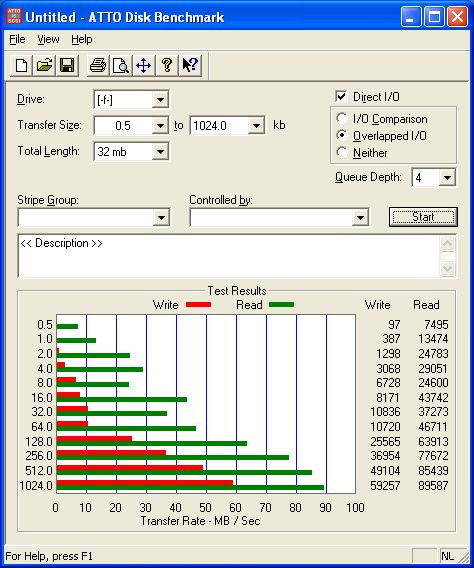 Untitled - ATTO Disk Benchmark
File View Help
Drive: [-f-]
Direct I/O
Transfer Size: 0.5 to 1024.0 kb
I/O Comparison
Overlapped I/O
Neither
Total Length: 32 mb
Queue Depth: 4
Stripe Group: Controlled by:
Start
<< Description >>
Test Results
Write Read Write Read
0.5 97 7495
1.0 387 13474
2.0 1298 24783
4.0 3068 29051
8.0 6728 24600
16.0 8171 43742
32.0 10836 37273
64.0 10720 46711
128.0 25565 63913
256.0 36954 77672
512.0 49104 85439
1024.0 59257 89587
0 10 20 30 40 50 60 70 80 90 100
Transfer Rate - MB / Sec
For Help, press F1 NL